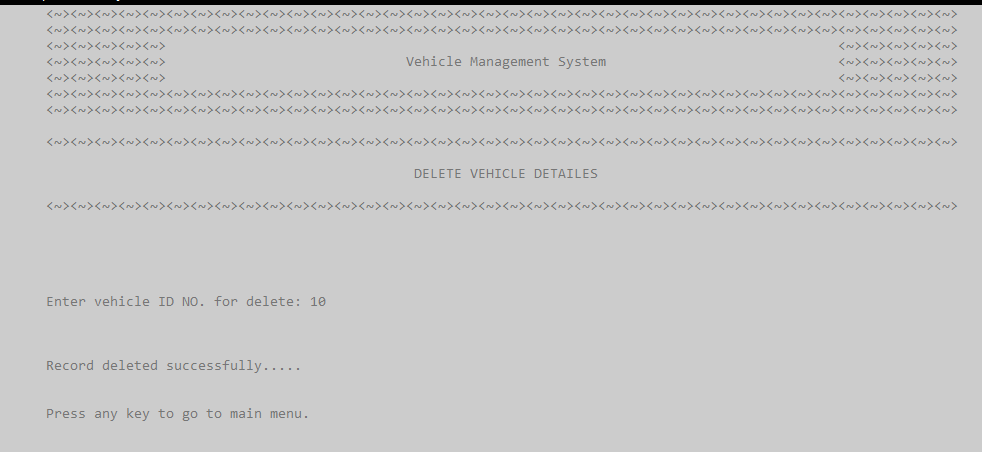 <~><~><~><~><~><~><~><~><~><~><~><~><~><~><~><~><~><~><~><~><~><~><~><~><~><~><~><~><~><~><~><~><~><~><~><~><~><~>
<~><~><~><~><~><~><~><~><~><~><~><~><~><~><~><~><~><~><~><~><~><~><~><~><~><~><~><~><~><~><~><~><~><~><~><~><~><~>
<~><~><~><~><~> <~><~><~><~><~>
<~><~><~><~><~> Vehicle Management System <~><~><~><~><~>
<~><~><~><~><~> <~><~><~><~><~>
<~><~><~><~><~><~><~><~><~><~><~><~><~><~><~><~><~><~><~><~><~><~><~><~><~><~><~><~><~><~><~><~><~><~><~><~><~><~>
<~><~><~><~><~><~><~><~><~><~><~><~><~><~><~><~><~><~><~><~><~><~><~><~><~><~><~><~><~><~><~><~><~><~><~><~><~><~>
<~><~><~><~><~><~><~><~><~><~><~><~><~><~><~><~><~><~><~><~><~><~><~><~><~><~><~><~><~><~><~><~><~><~><~><~><~><~>
DELETE VEHICLE DETAILES
<~><~><~><~><~><~><~><~><~><~><~><~><~><~><~><~><~><~><~><~><~><~><~><~><~><~><~><~><~><~><~><~><~><~><~><~><~><~>
Enter vehicle ID NO. for delete: 10
Record deleted successfully.....
Press any key to go to main menu.